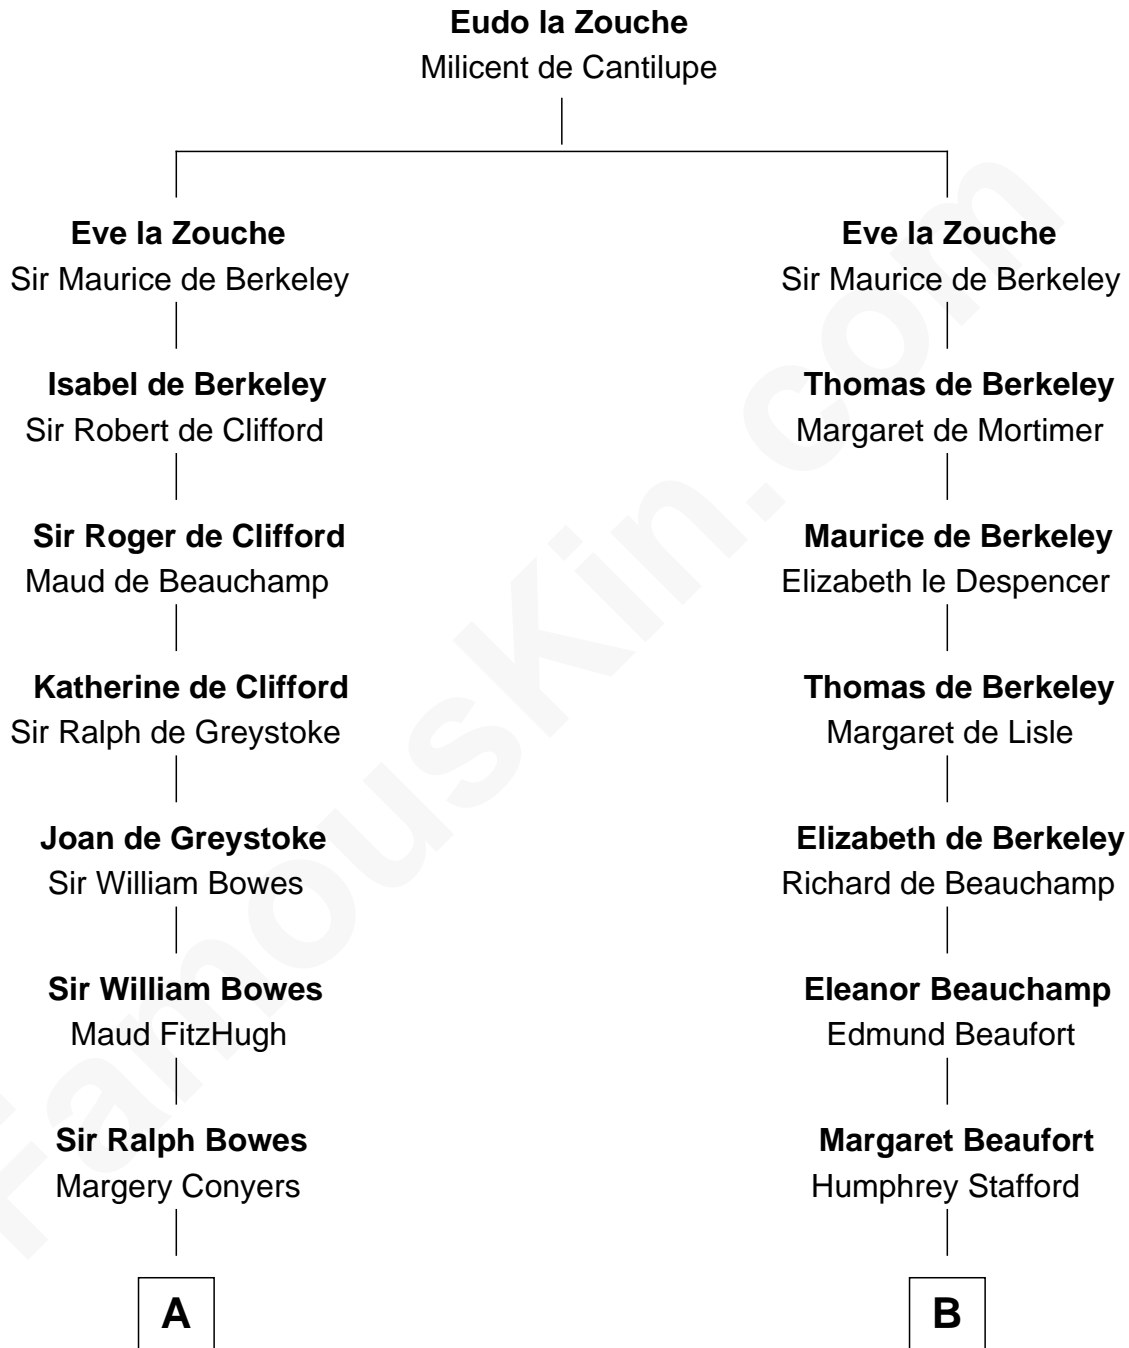 Eudo la Zouche
Milicent de Cantilupe
Eve la Zouche
Sir Maurice de Berkeley
Isabel de Berkeley
Sir Robert de Clifford
Sir Roger de Clifford
Maud de Beauchamp
Katherine de Clifford
Sir Ralph de Greystoke
Joan de Greystoke
Sir William Bowes
Sir William Bowes
Maud FitzHugh
Sir Ralph Bowes
Margery Conyers
A
Eve la Zouche
Sir Maurice de Berkeley
Thomas de Berkeley
Margaret de Mortimer
Maurice de Berkeley
Elizabeth le Despencer
Thomas de Berkeley
Margaret de Lisle
Elizabeth de Berkeley
Richard de Beauchamp
Eleanor Beauchamp
Edmund Beaufort
Margaret Beaufort
Humphrey Stafford
B
FamousKin.com